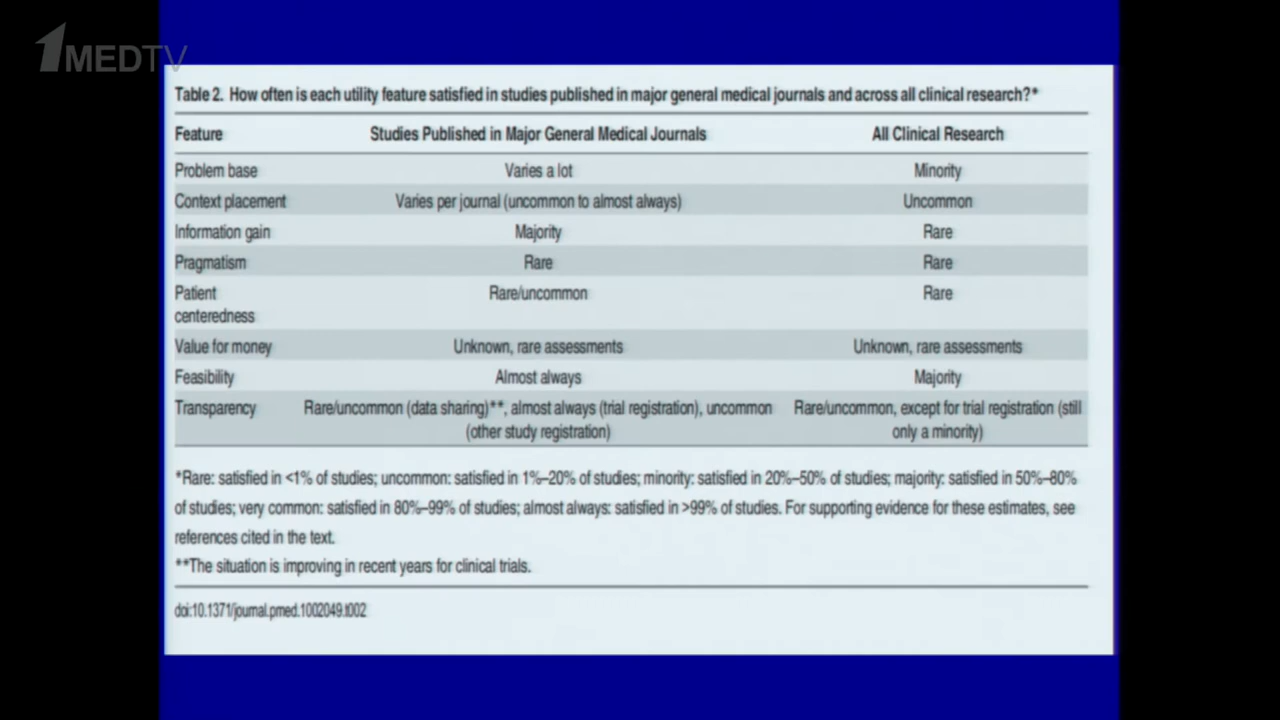 1MEDTV
Table 2. How often is each utility feature satisfied in studies published in major general medical journals and across all clinical research?*
Feature Studies Published in Major General Medical Journals All Clinical Research
Problem base Varies a lot Minority
Context placement Varies per journal (uncommon to almost always) Uncommon
Information gain Majority Rare
Pragmatism Rare Rare
Patient Rare/uncommon Rare
centeredness
Value for money Unknown, rare assessments Unknown, rare assessments
Feasibility Almost always Majority
Transparency Rare/uncommon (data sharing)**, almost always (trial registration), uncommon Rare/uncommon, except for trial registration (still
(other study registration) only a minority)
*Rare: satisfied in <1% of studies; uncommon: satisfied in 1%–20% of studies; minority: satisfied in 20%–50% of studies; majority: satisfied in 50%–80%
of studies; very common: satisfied in 80%–99% of studies; almost always: satisfied in >99% of studies. For supporting evidence for these estimates, see
references cited in the text.
**The situation is improving in recent years for clinical trials.
doi:10.1371/journal.pmed.1002049.t002